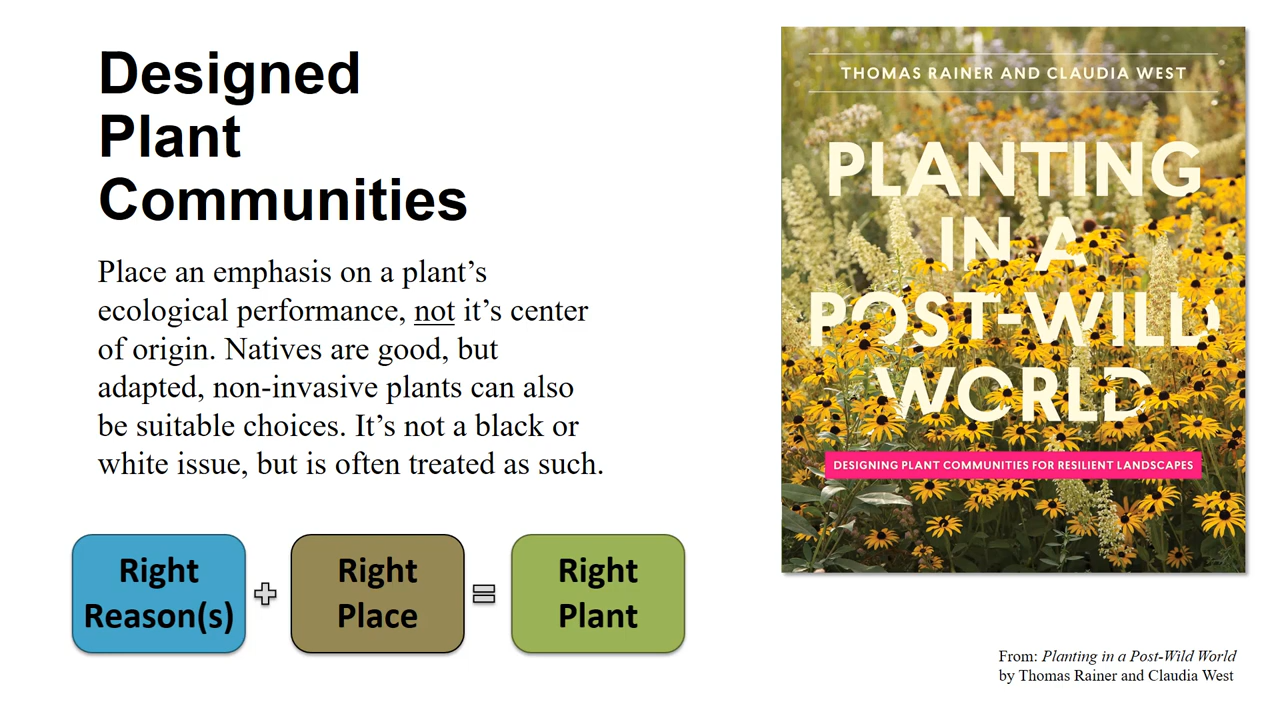 Designed
Plant
Communities
Place an emphasis on a plant’s
ecological performance, not it’s center
of origin. Natives are good, but
adapted, non-invasive plants can also
be suitable choices. It’s not a black or
white issue, but is often treated as such.
Right
Reason(s)
Right
Place
Right
Plant
THOMAS RAINER AND CLAUDIA WEST
PLANTING
IN A
POST-WILD
WORLD
DESIGNING PLANT COMMUNITIES FOR RESILIENT LANDSCAPES
From: Planting in a Post-Wild World
by Thomas Rainer and Claudia West